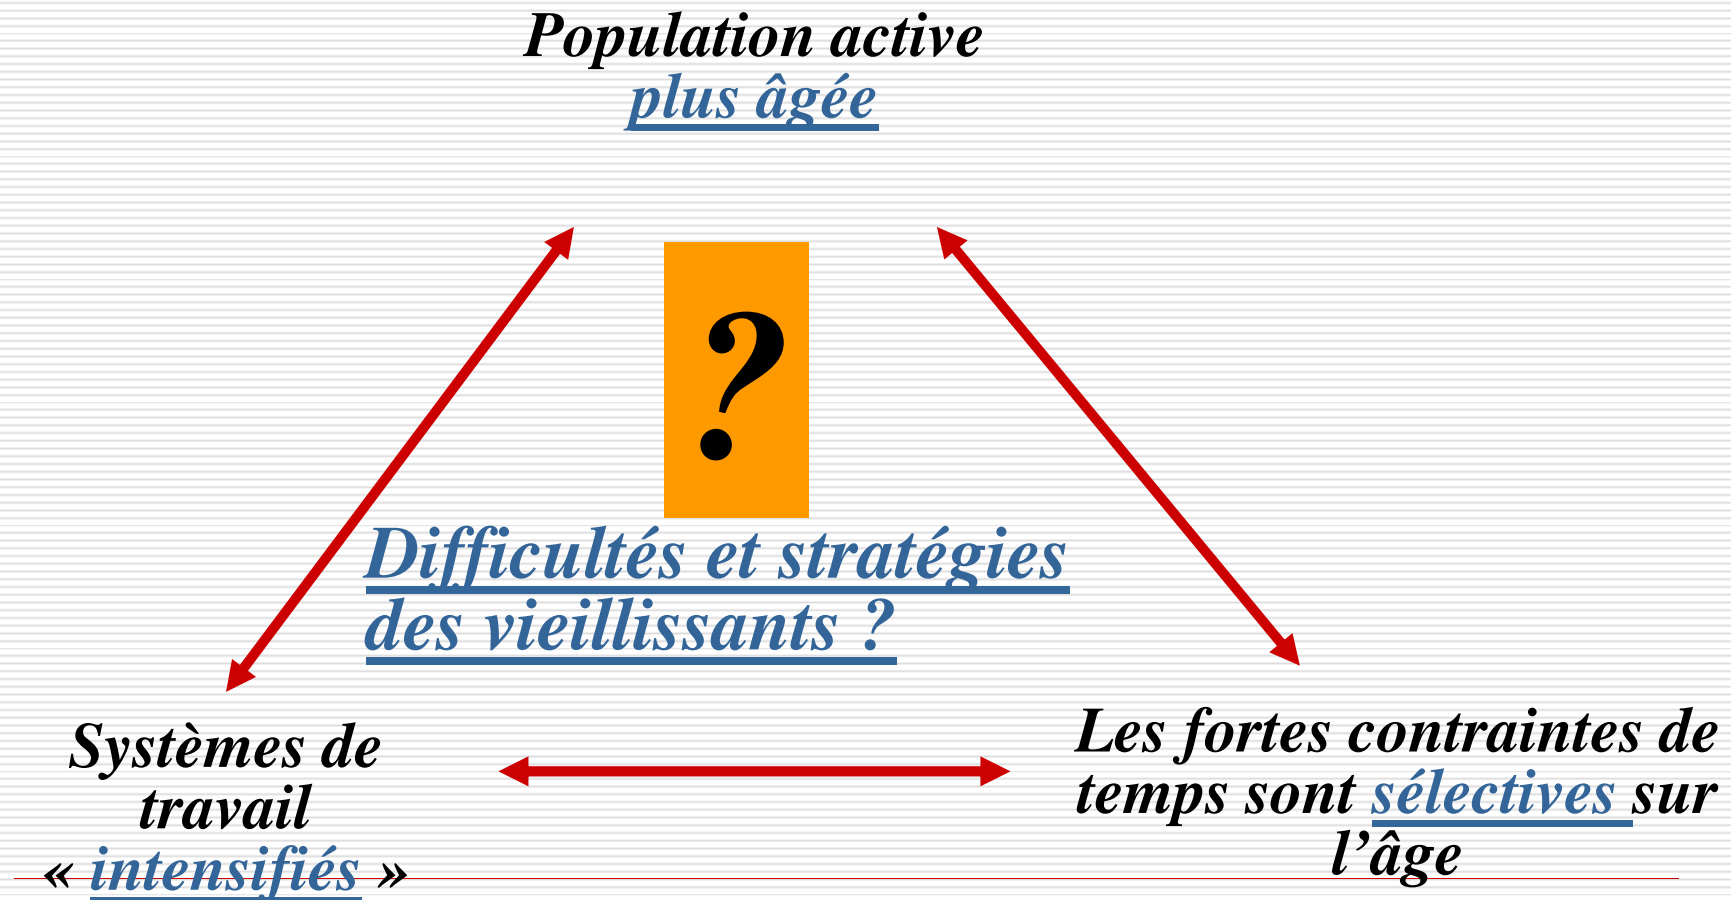 Population active
plus âgée
?
Difficultés et stratégies
des vieillissants ?
Systèmes de
travail
« intensifiés »
Les fortes contraintes de
temps sont sélectives sur
l’âge